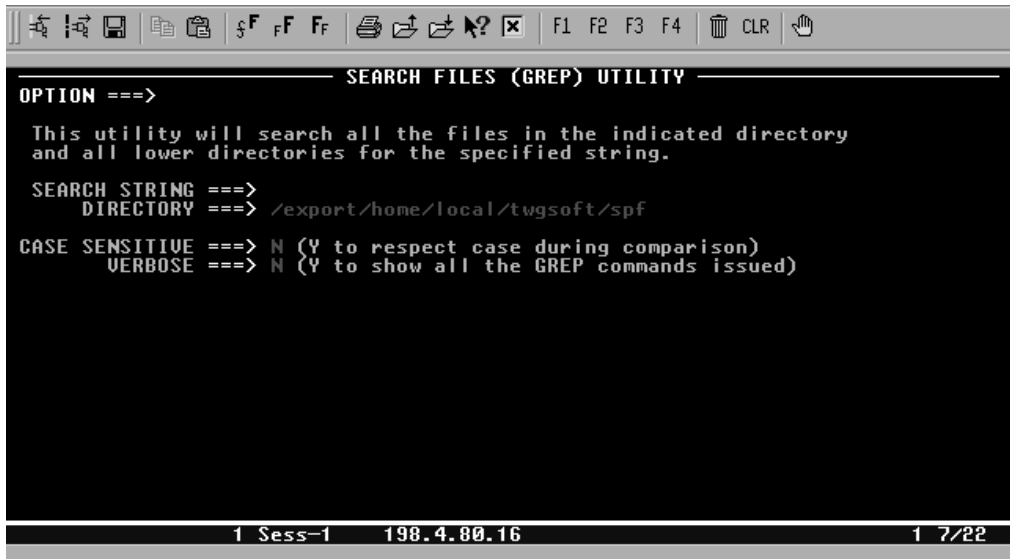 F F F F1 F2 F3 F4 CLR
SEARCH FILES (GREP) UTILITY
OPTION ===>
This utility will search all the files in the indicated directory
and all lower directories for the specified string.
SEARCH STRING ===>
DIRECTORY ===> /export/home/local/twgsoft/spf
CASE SENSITIVE ===> N (Y to respect case during comparison)
VERBOSE ===> N (Y to show all the GREP commands issued)
1 Sess-1 198.4.80.16 1 7/22